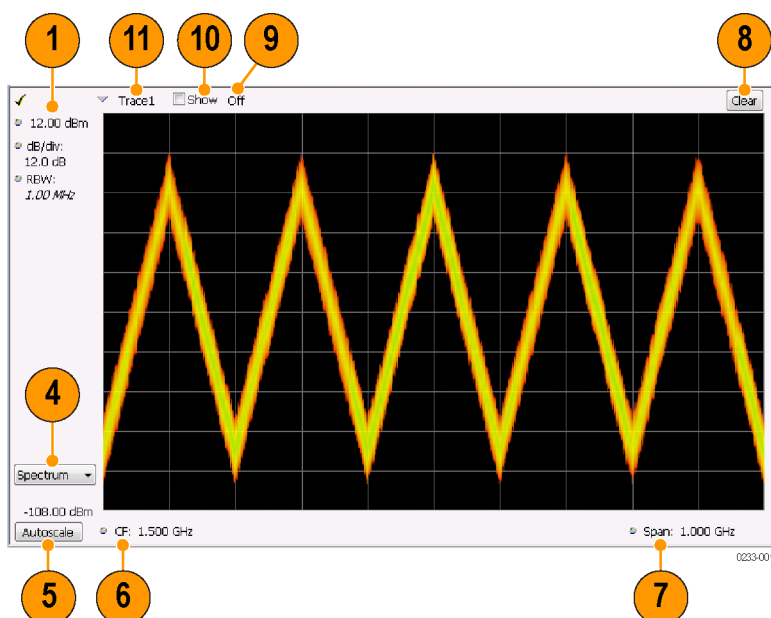 1
11
10
9
8
Trace1
Show
Off
Clear
12.00 dBm
dB/div:
12.0 dB
RBW:
1.00 MHz
4
Spectrum
-108.00 dBm
Autoscale
CF: 1.500 GHz
Span: 1.000 GHz
5
6
7